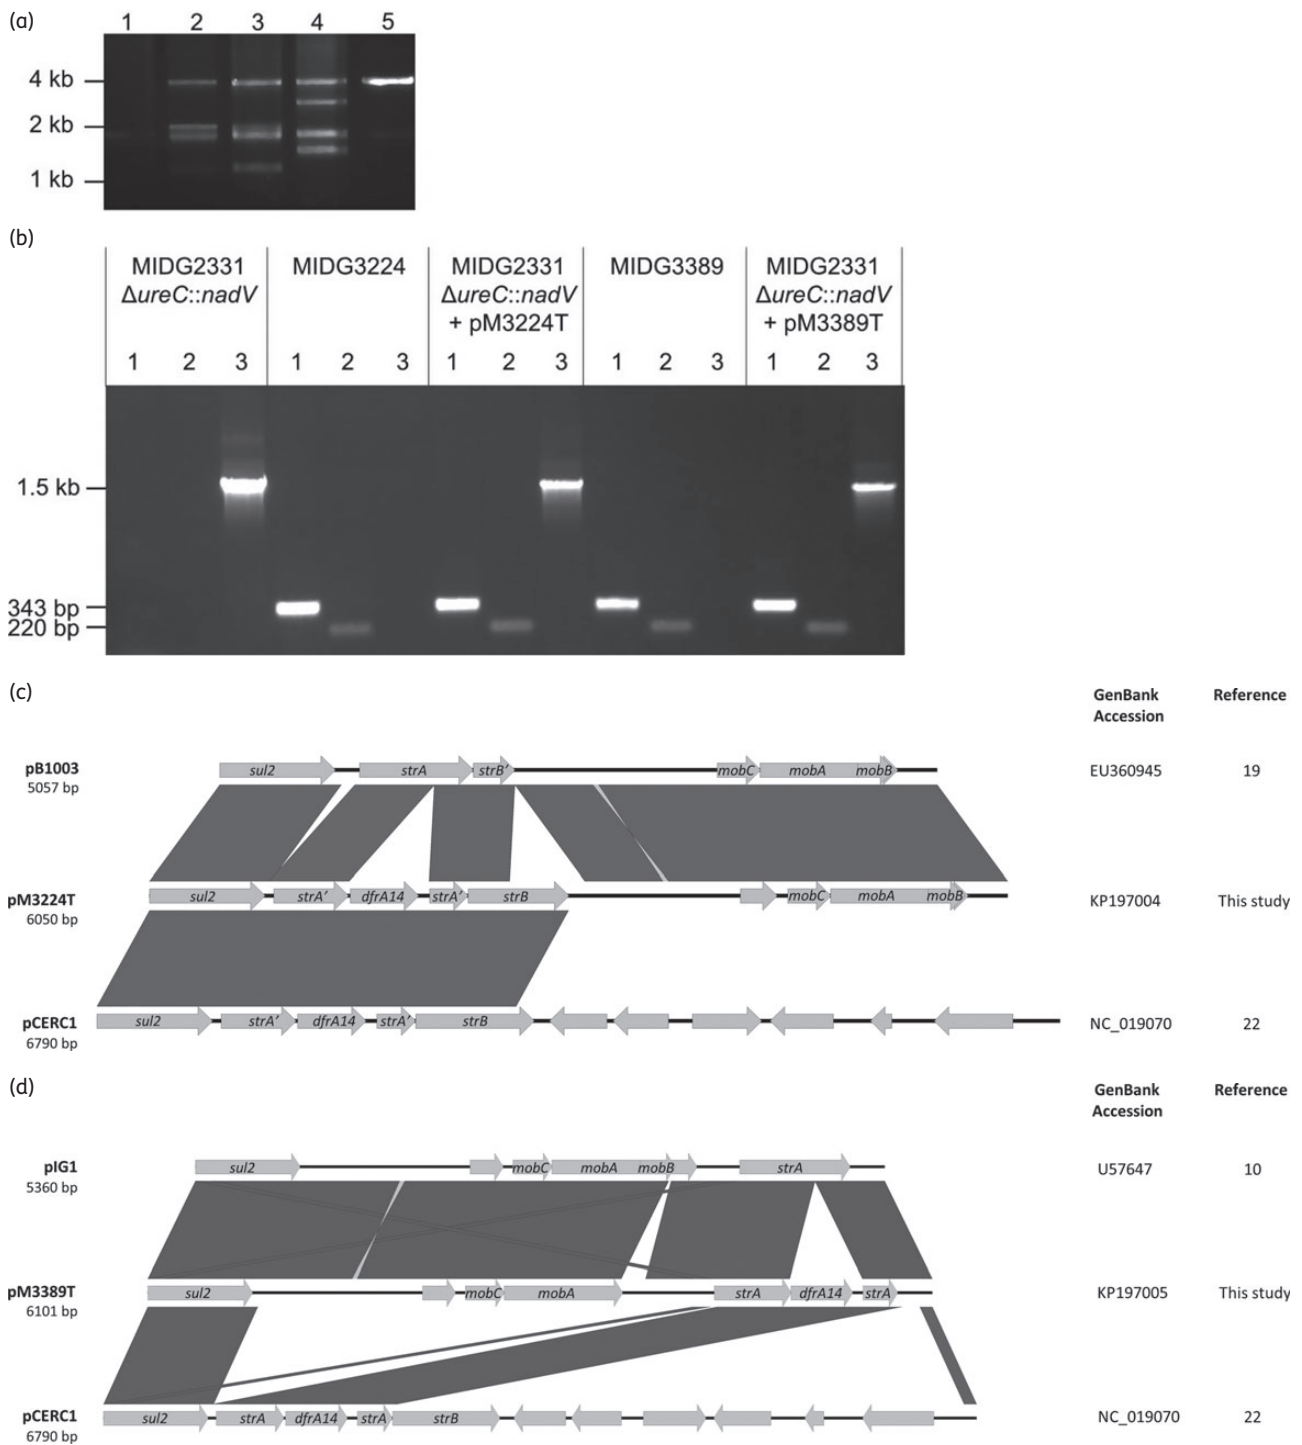 (a)
1 2 3 4 5
4 kb
2 kb
1 kb
(b)
MIDG2331 ΔureC::nadV
MIDG3224
MIDG2331 ΔureC::nadV + pM3224T
MIDG3389
MIDG2331 ΔureC::nadV + pM3389T
1 2 3 1 2 3 1 2 3 1 2 3 1 2 3
1.5 kb
343 bp
220 bp
(c)
GenBank Accession Reference
pB1003 sul2 strA strB′ mobC mobA mobB EU360945 19
5057 bp
pM3224T sul2 strA′ dfrA14 strA′ strB mobC mobA mobB KP197004 This study
6050 bp
pCERC1 sul2 strA′ dfrA14 strA′ strB NC_019070 22
6790 bp
(d)
GenBank Accession Reference
pIG1 sul2 mobC mobA mobB strA U57647 10
5360 bp
pM3389T sul2 mobC mobA strA dfrA14 strA KP197005 This study
6101 bp
pCERC1 sul2 strA dfrA14 strA strB NC_019070 22
6790 bp